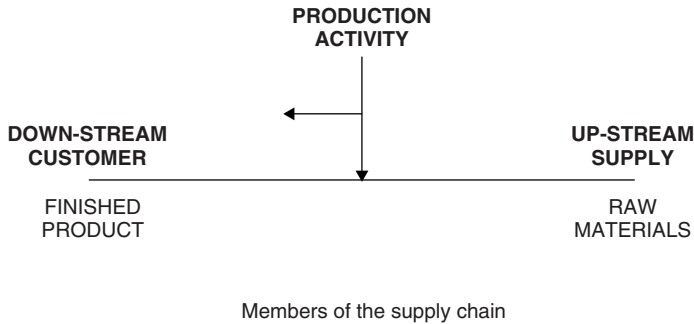 PRODUCTION
ACTIVITY
DOWN-STREAM
CUSTOMER
UP-STREAM
SUPPLY
FINISHED
PRODUCT
RAW
MATERIALS
Members of the supply chain